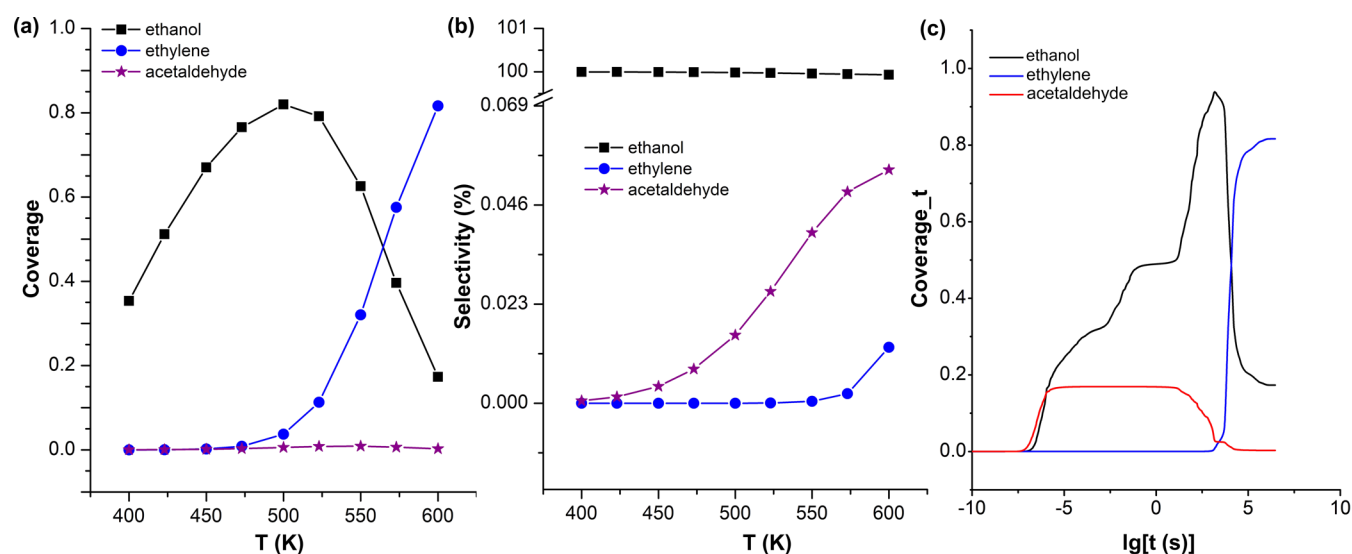 (a)
ethanol
ethylene
acetaldehyde
Coverage
1.0
0.8
0.6
0.4
0.2
0.0
400 450 500 550 600
T (K)
(b)
ethanol
ethylene
acetaldehyde
Selectivity (%)
101
100
0.069
0.046
0.023
0.000
400 450 500 550 600
T (K)
(c)
ethanol
ethylene
acetaldehyde
Coverage_t
1.0
0.8
0.6
0.4
0.2
0.0
-10 -5 0 5 10
lg[t (s)]